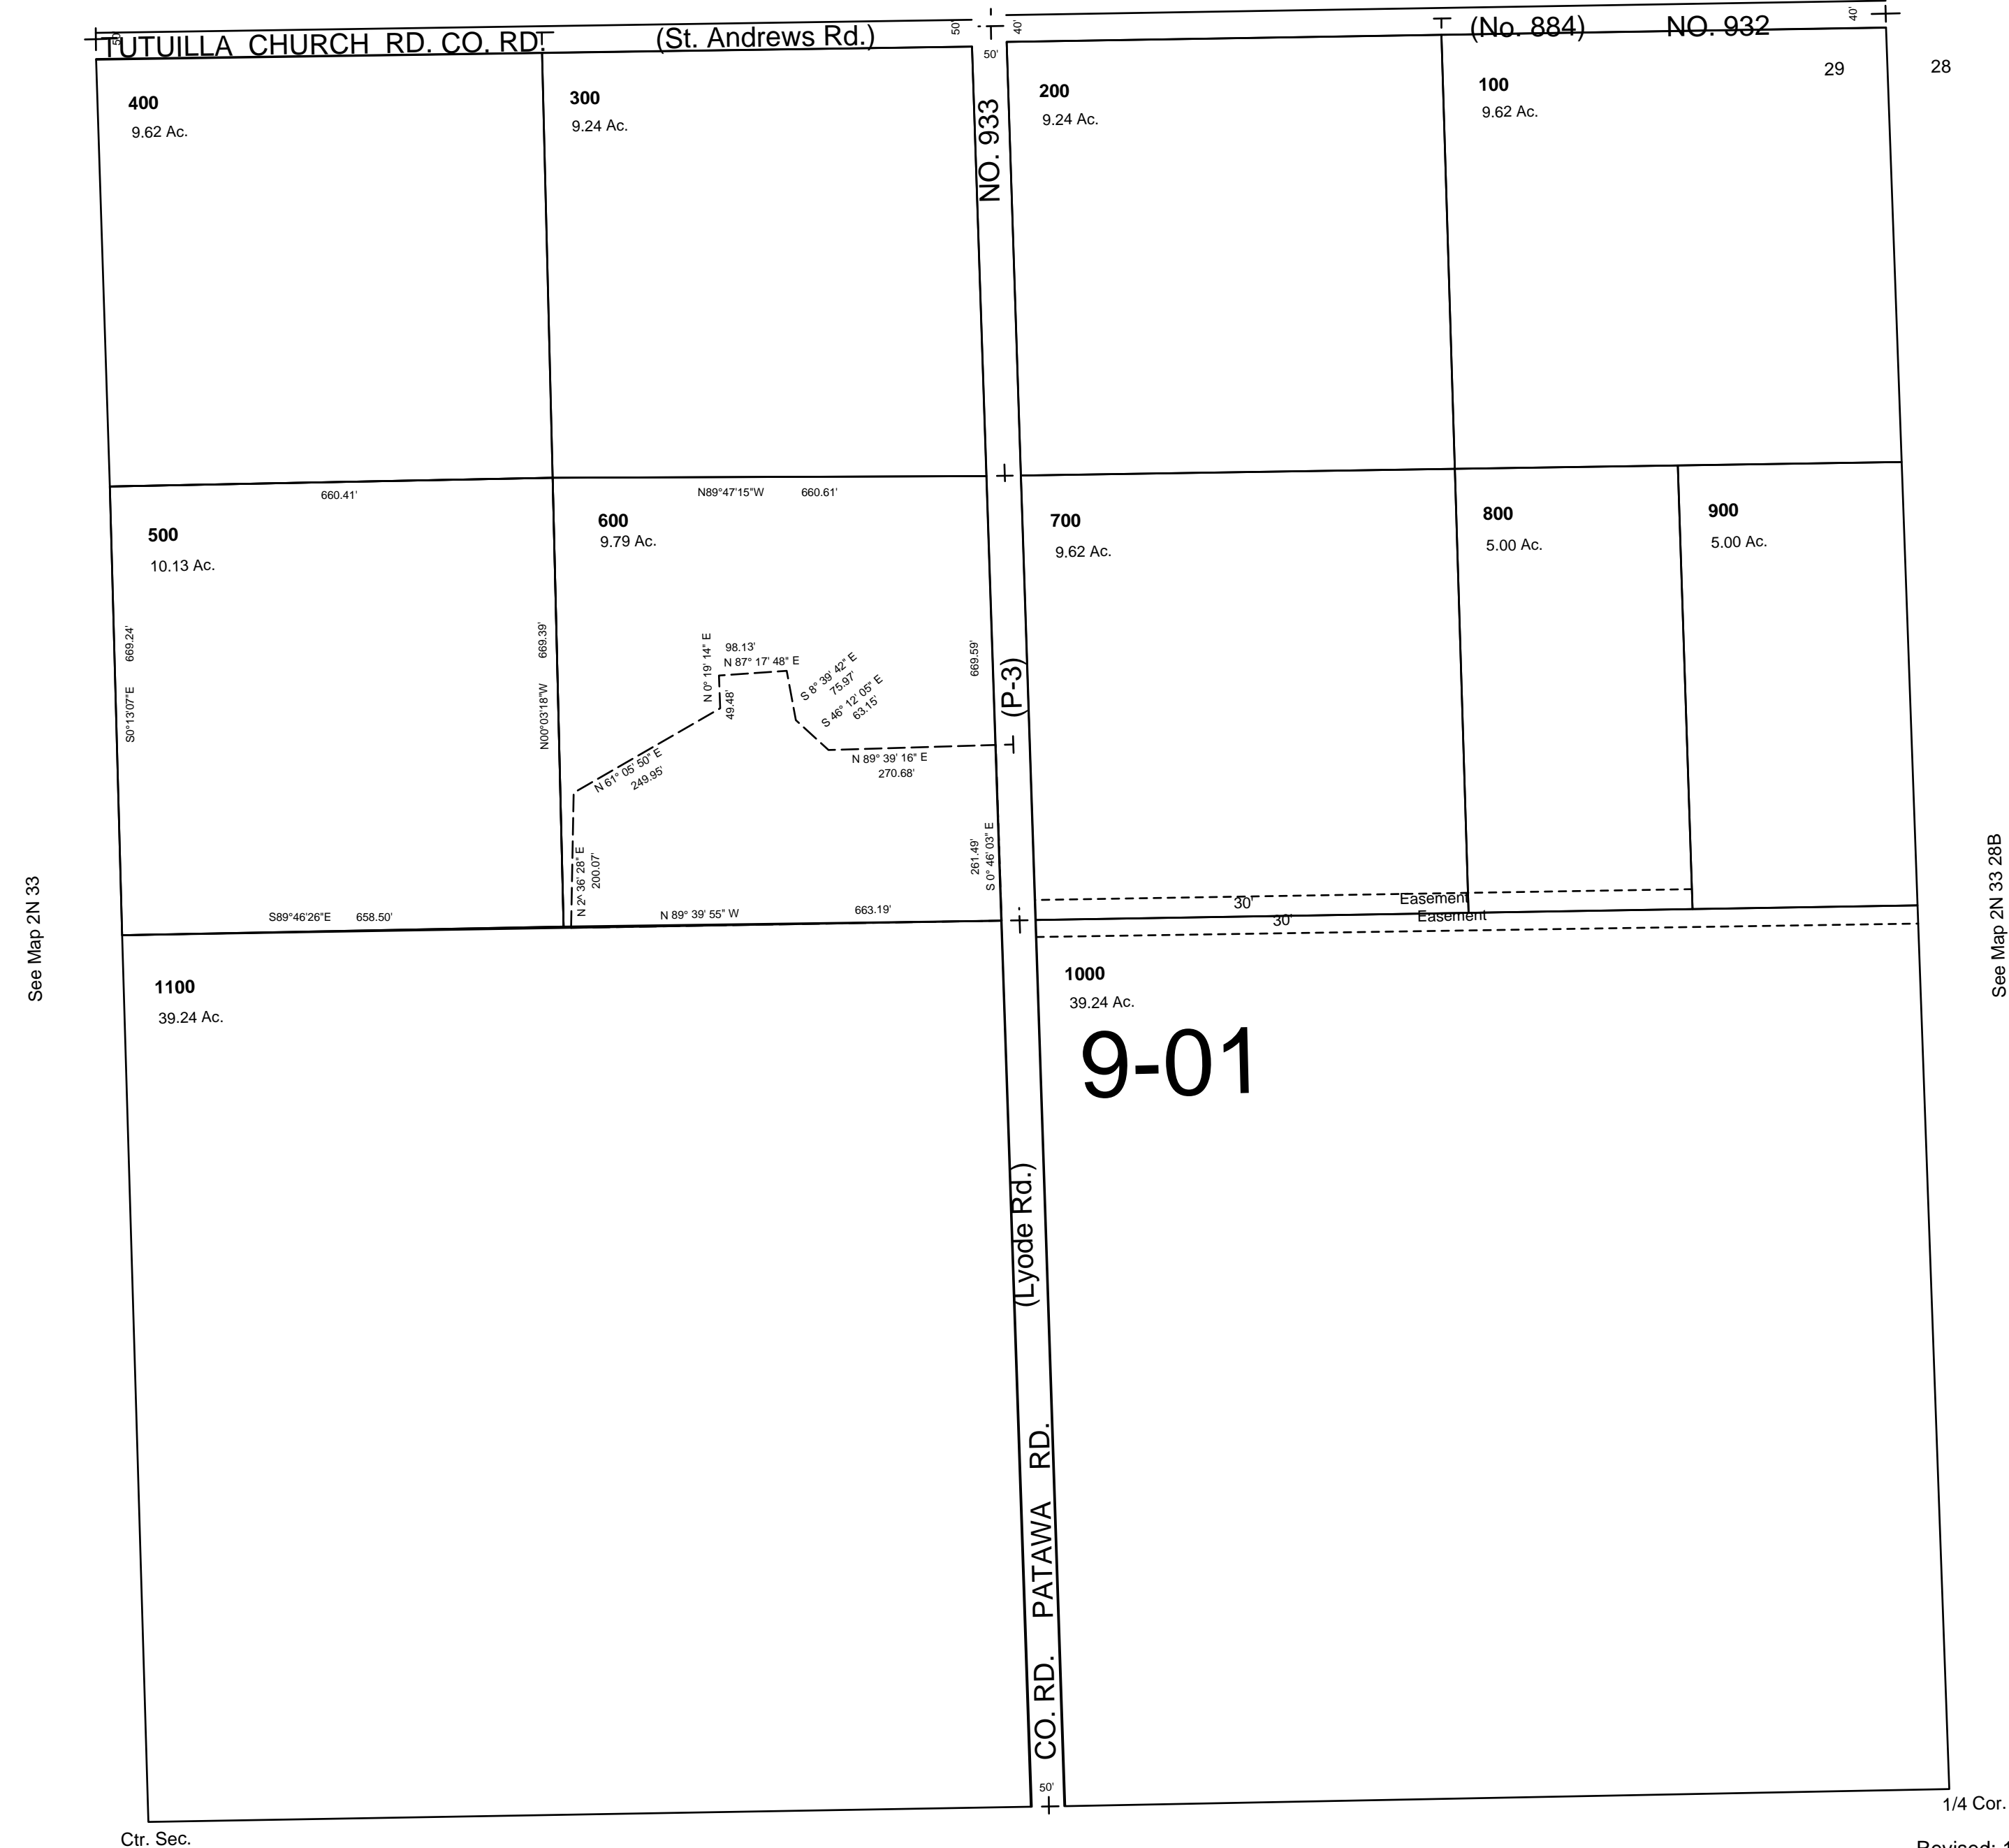 TUTUILLA CHURCH RD. CO. RD. (St. Andrews Rd.) (No. 884) NO. 932
50'
50'
40'
40'
50'
29
28
400
9.62 Ac.
300
9.24 Ac.
NO. 933
200
9.24 Ac.
100
9.62 Ac.
660.41'
N89°47'15"W 660.61'
500
10.13 Ac.
600
9.79 Ac.
700
9.62 Ac.
800
5.00 Ac.
900
5.00 Ac.
S0°13'07"E 669.24'
N00°03'18"W 669.39'
N 0° 19' 14" E
49.48'
98.13'
N 87° 17' 48" E
S 8° 39' 42" E
75.97'
S 46° 12' 05" E
63.15'
669.59'
(P-3)
N 61° 05' 50" E
249.95'
N 89° 39' 16" E
270.68'
N 2^ 36' 28" E
200.07'
261.49'
S 0° 46' 03" E
S89°46'26"E 658.50'
N 89° 39' 55" W 663.19'
30' Easement
30' Easement
See Map 2N 33
See Map 2N 33 28B
1100
39.24 Ac.
1000
39.24 Ac.
9-01
(Lyode Rd.)
CO. RD. PATAWA RD.
50'
Ctr. Sec.
1/4 Cor.
Revised: 1